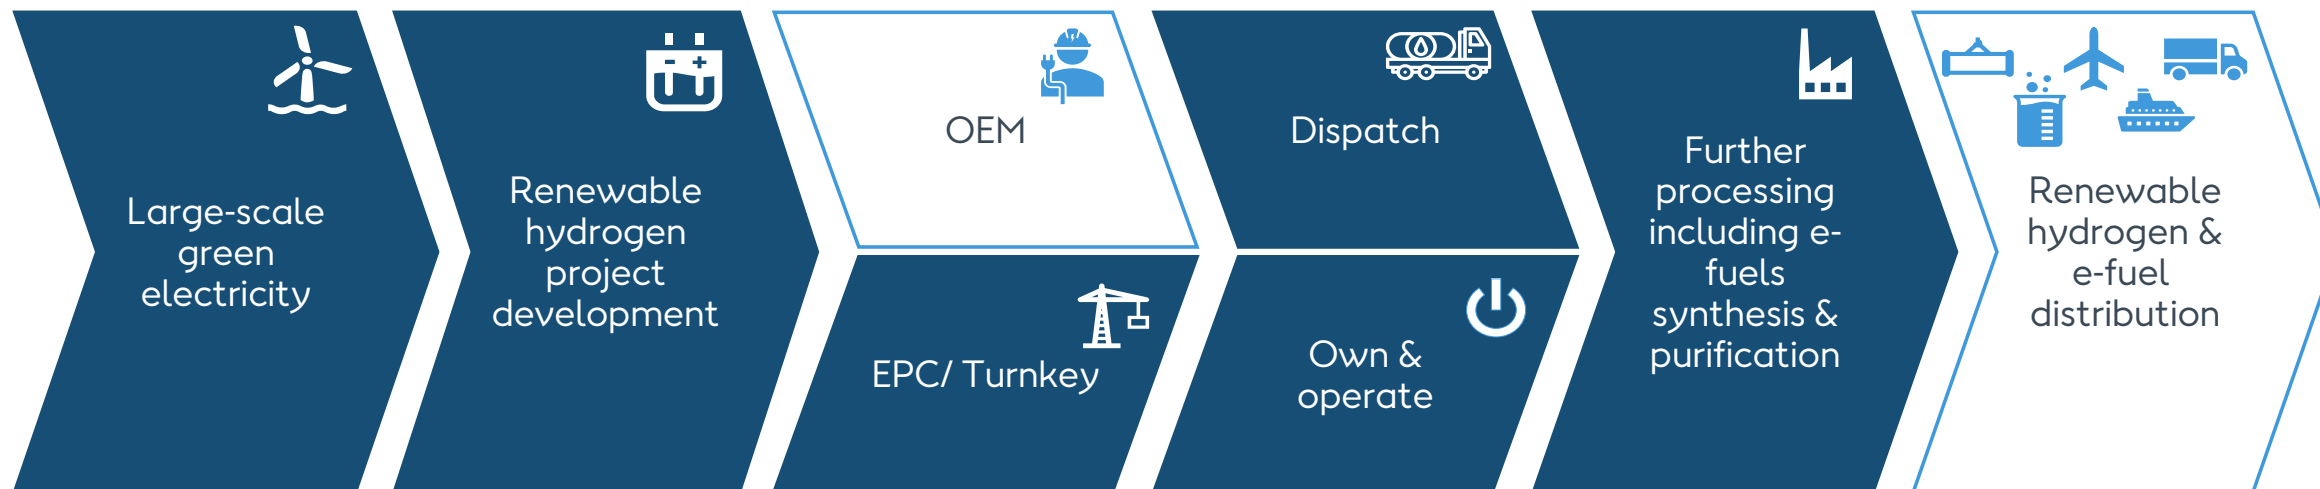 Large-scale
green
electricity
Renewable
hydrogen
project
development
OEM
EPC/ Turnkey
Dispatch
Own &
operate
Further
processing
including e-
fuels
synthesis &
purification
Renewable
hydrogen &
e-fuel
distribution